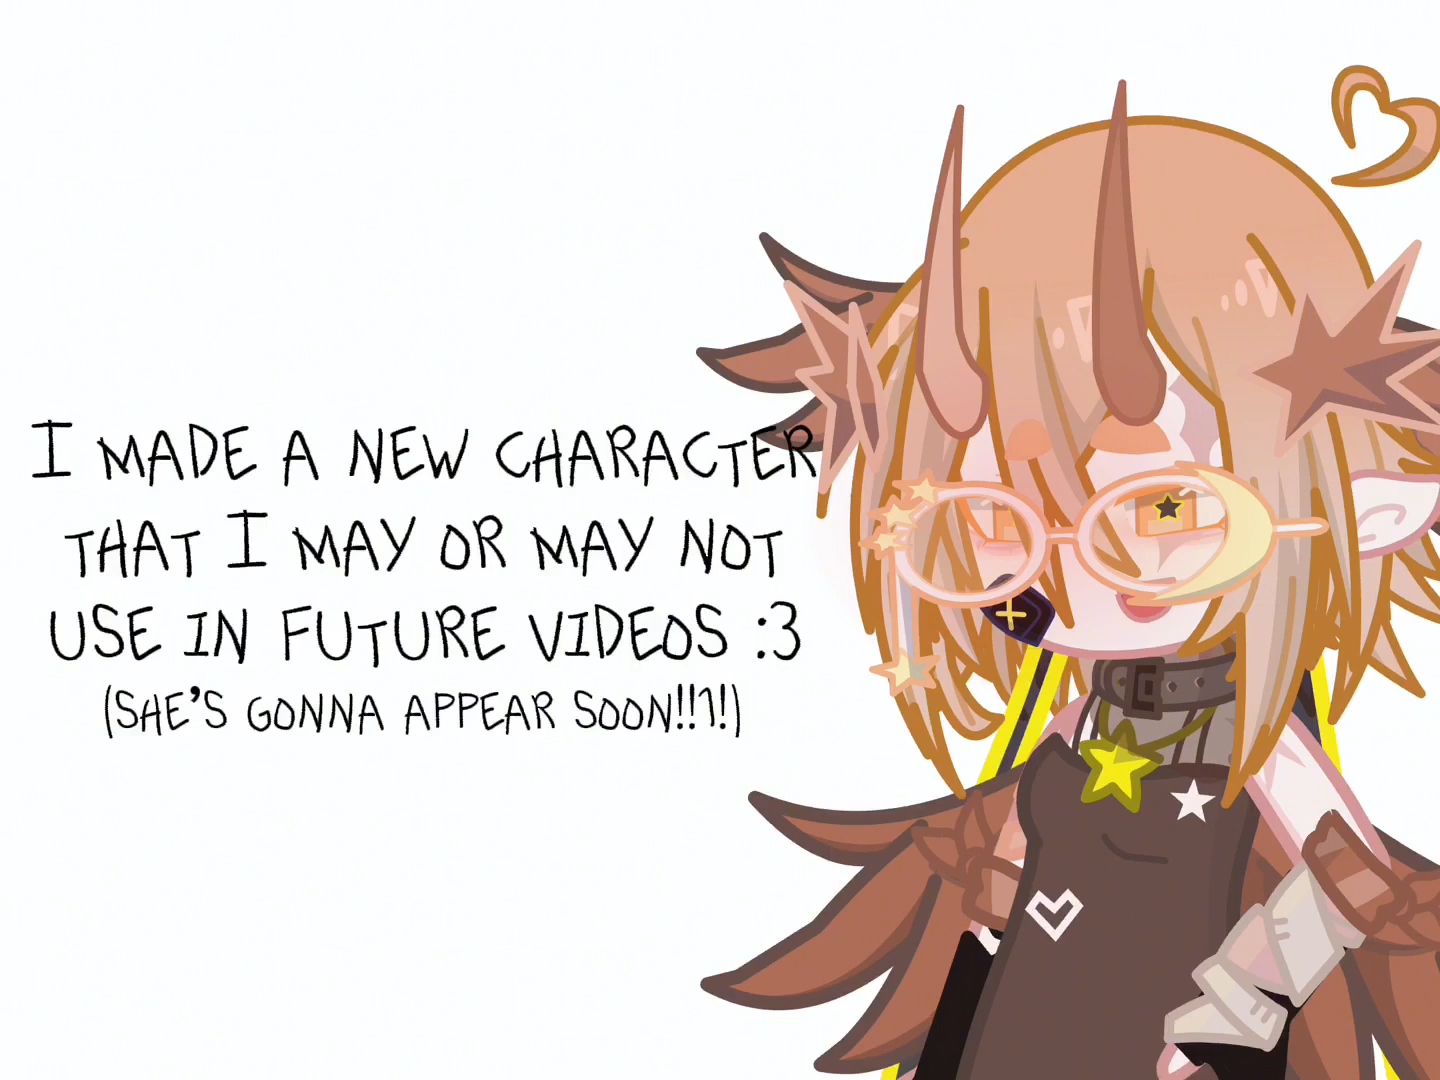 I MADE A NEW CHARACTER
THAT I MAY OR MAY NOT
USE IN FUTURE VIDEOS :3
(SHE'S GONNA APPEAR SOON!!1!)